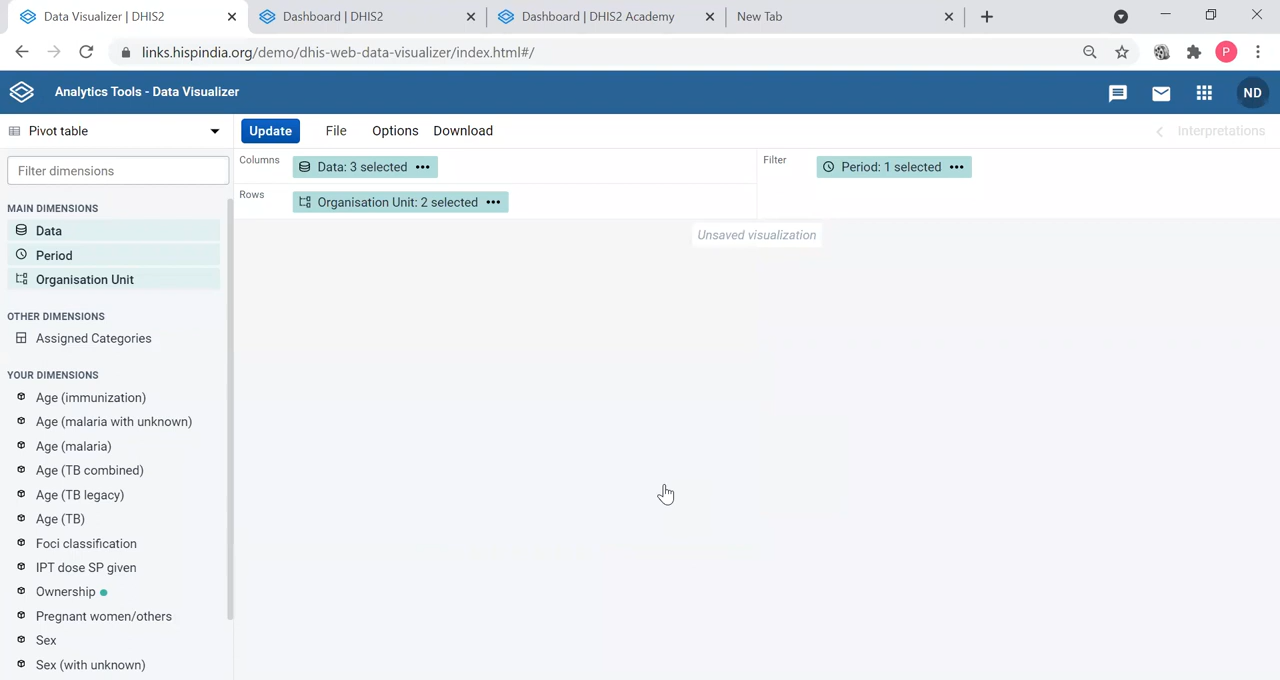 Data Visualizer | DHIS2
Dashboard | DHIS2
Dashboard | DHIS2 Academy
New Tab
links.hispindia.org/demo/dhis-web-data-visualizer/index.html#/
P
Analytics Tools - Data Visualizer
ND
Pivot table
Update
File
Options
Download
Interpretations
Filter dimensions
Columns
Data: 3 selected
Filter
Period: 1 selected
Rows
Organisation Unit: 2 selected
Unsaved visualization
MAIN DIMENSIONS
Data
Period
Organisation Unit
OTHER DIMENSIONS
Assigned Categories
YOUR DIMENSIONS
Age (immunization)
Age (malaria with unknown)
Age (malaria)
Age (TB combined)
Age (TB legacy)
Age (TB)
Foci classification
IPT dose SP given
Ownership
Pregnant women/others
Sex
Sex (with unknown)